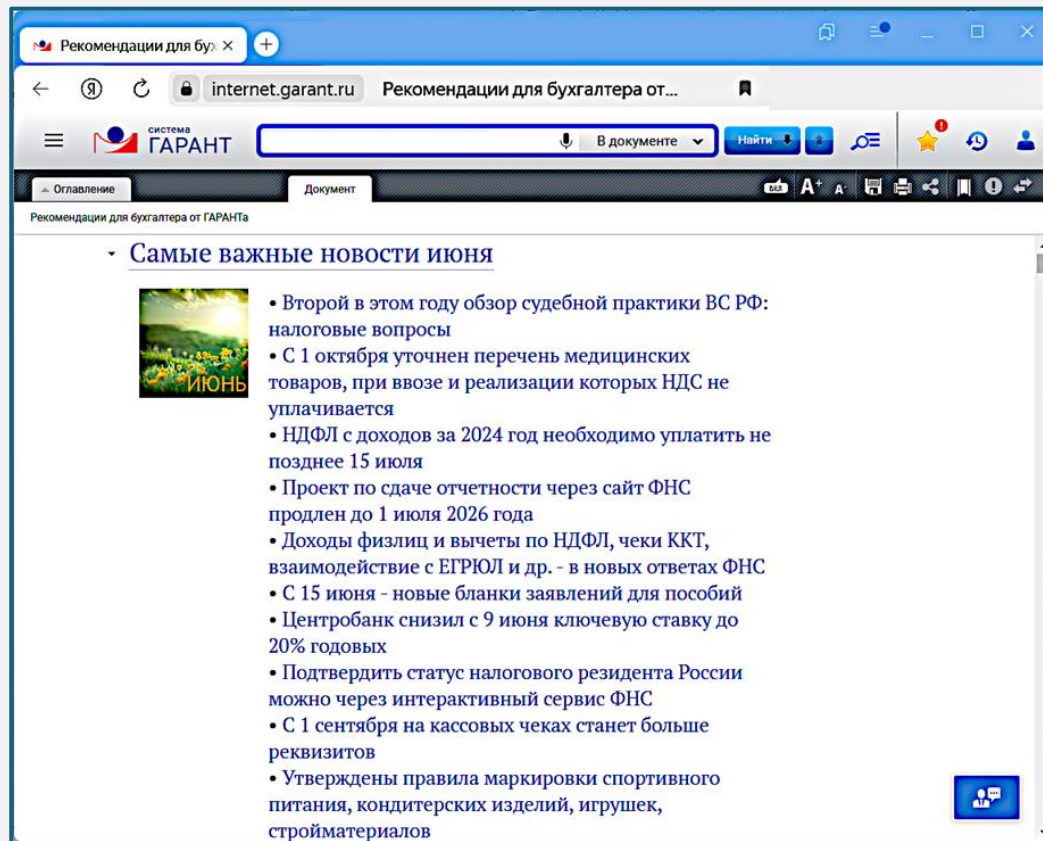 Рекомендации для бух
internet.garant.ru Рекомендации для бухгалтера от...
система
ГАРАНТ
В документе
Найти
Оглавление
Документ
БКЛ А+ А-
Рекомендации для бухгалтера от ГАРАНТа
Самые важные новости июня
ИЮНЬ
• Второй в этом году обзор судебной практики ВС РФ:
налоговые вопросы
• С 1 октября уточнен перечень медицинских
товаров, при ввозе и реализации которых НДС не
уплачивается
• НДФЛ с доходов за 2024 год необходимо уплатить не
позднее 15 июля
• Проект по сдаче отчетности через сайт ФНС
продлен до 1 июля 2026 года
• Доходы физлиц и вычеты по НДФЛ, чеки ККТ,
взаимодействие с ЕГРЮЛ и др. - в новых ответах ФНС
• С 15 июня - новые бланки заявлений для пособий
• Центробанк снизил с 9 июня ключевую ставку до
20% годовых
• Подтвердить статус налогового резидента России
можно через интерактивный сервис ФНС
• С 1 сентября на кассовых чеках станет больше
реквизитов
• Утверждены правила маркировки спортивного
питания, кондитерских изделий, игрушек,
стройматериалов